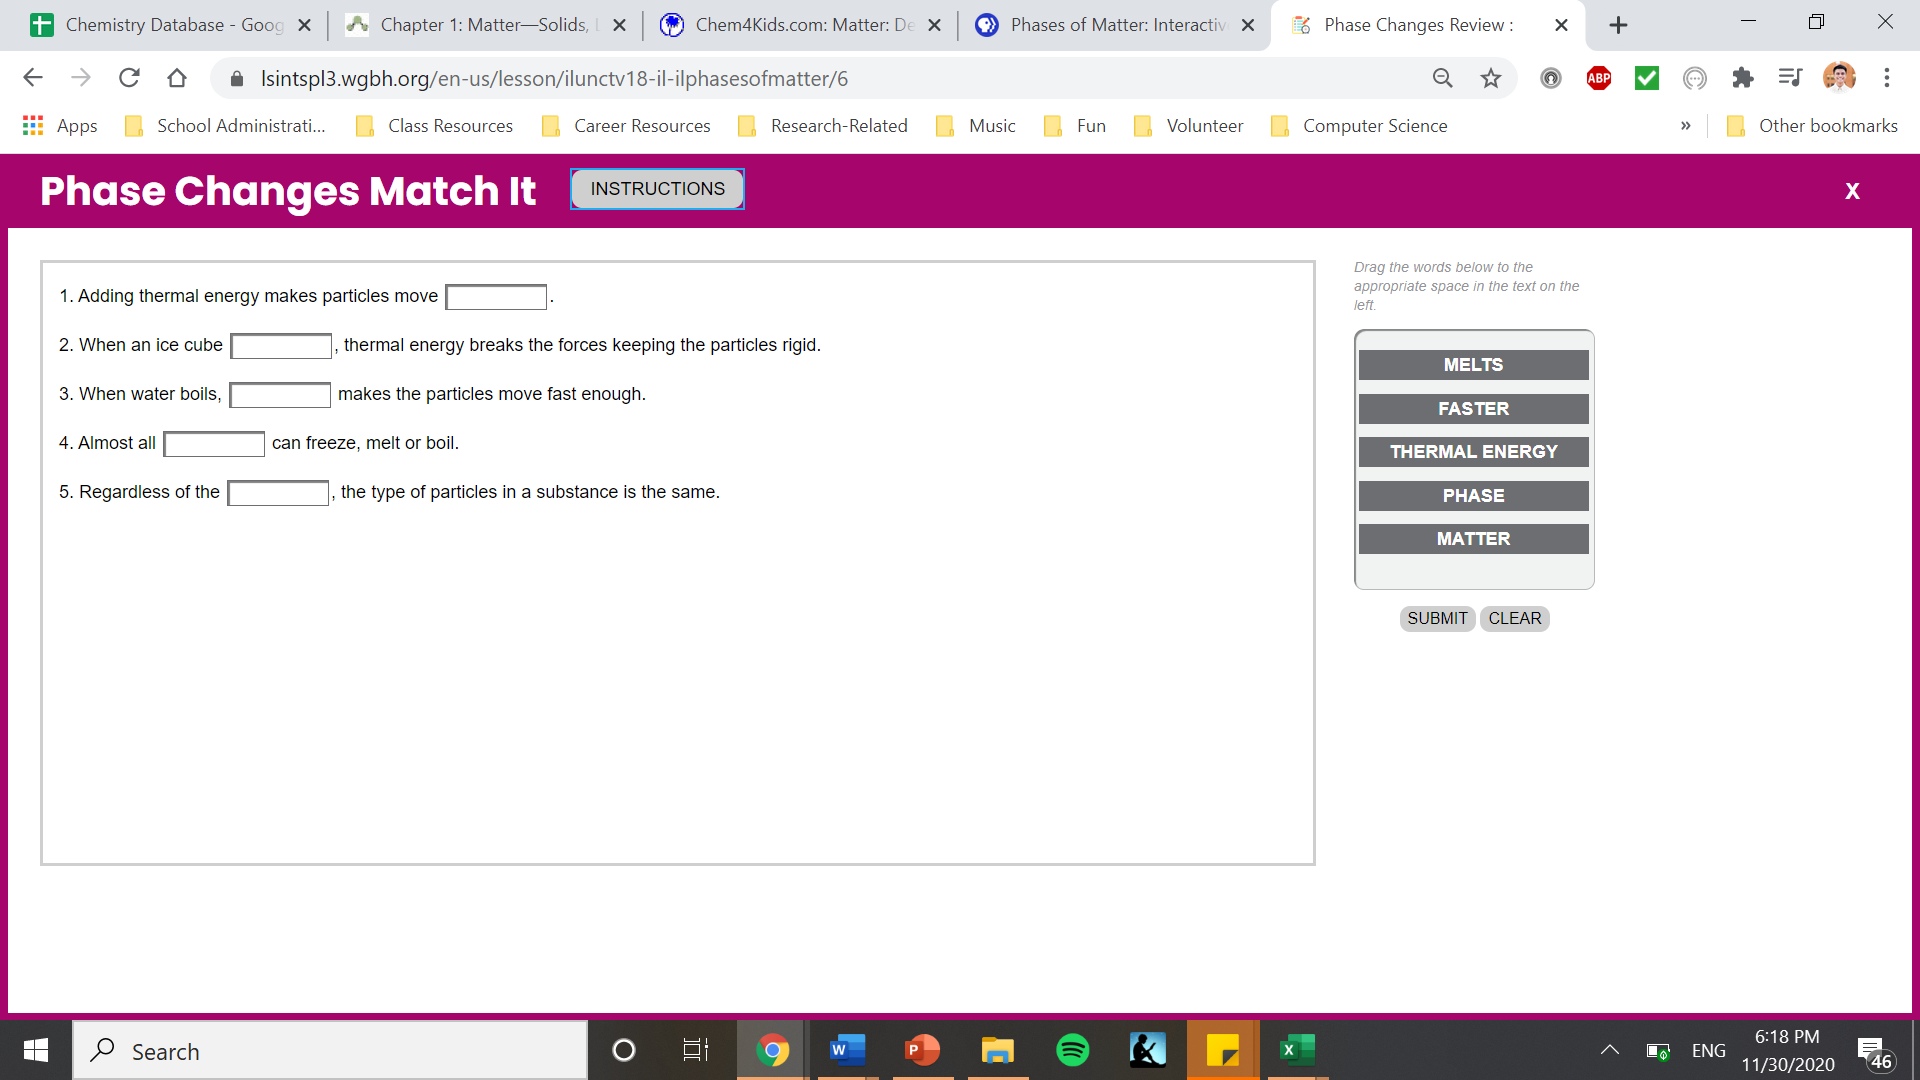 Chemistry Database - Goog
Chapter 1: Matter—Solids, L
Chem4Kids.com: Matter: De
Phases of Matter: Interactiv
Phase Changes Review :
lsintspl3.wgbh.org/en-us/lesson/ilunctv18-il-ilphasesofmatter/6
ABP
Apps School Administrati... Class Resources Career Resources Research-Related Music Fun Volunteer Computer Science » Other bookmarks
Phase Changes Match It INSTRUCTIONS X
1. Adding thermal energy makes particles move .
2. When an ice cube , thermal energy breaks the forces keeping the particles rigid.
3. When water boils, makes the particles move fast enough.
4. Almost all can freeze, melt or boil.
5. Regardless of the , the type of particles in a substance is the same.
Drag the words below to the
appropriate space in the text on the
left.
MELTS
FASTER
THERMAL ENERGY
PHASE
MATTER
SUBMIT CLEAR
Search
W
P
X
ENG
6:18 PM
11/30/2020
46